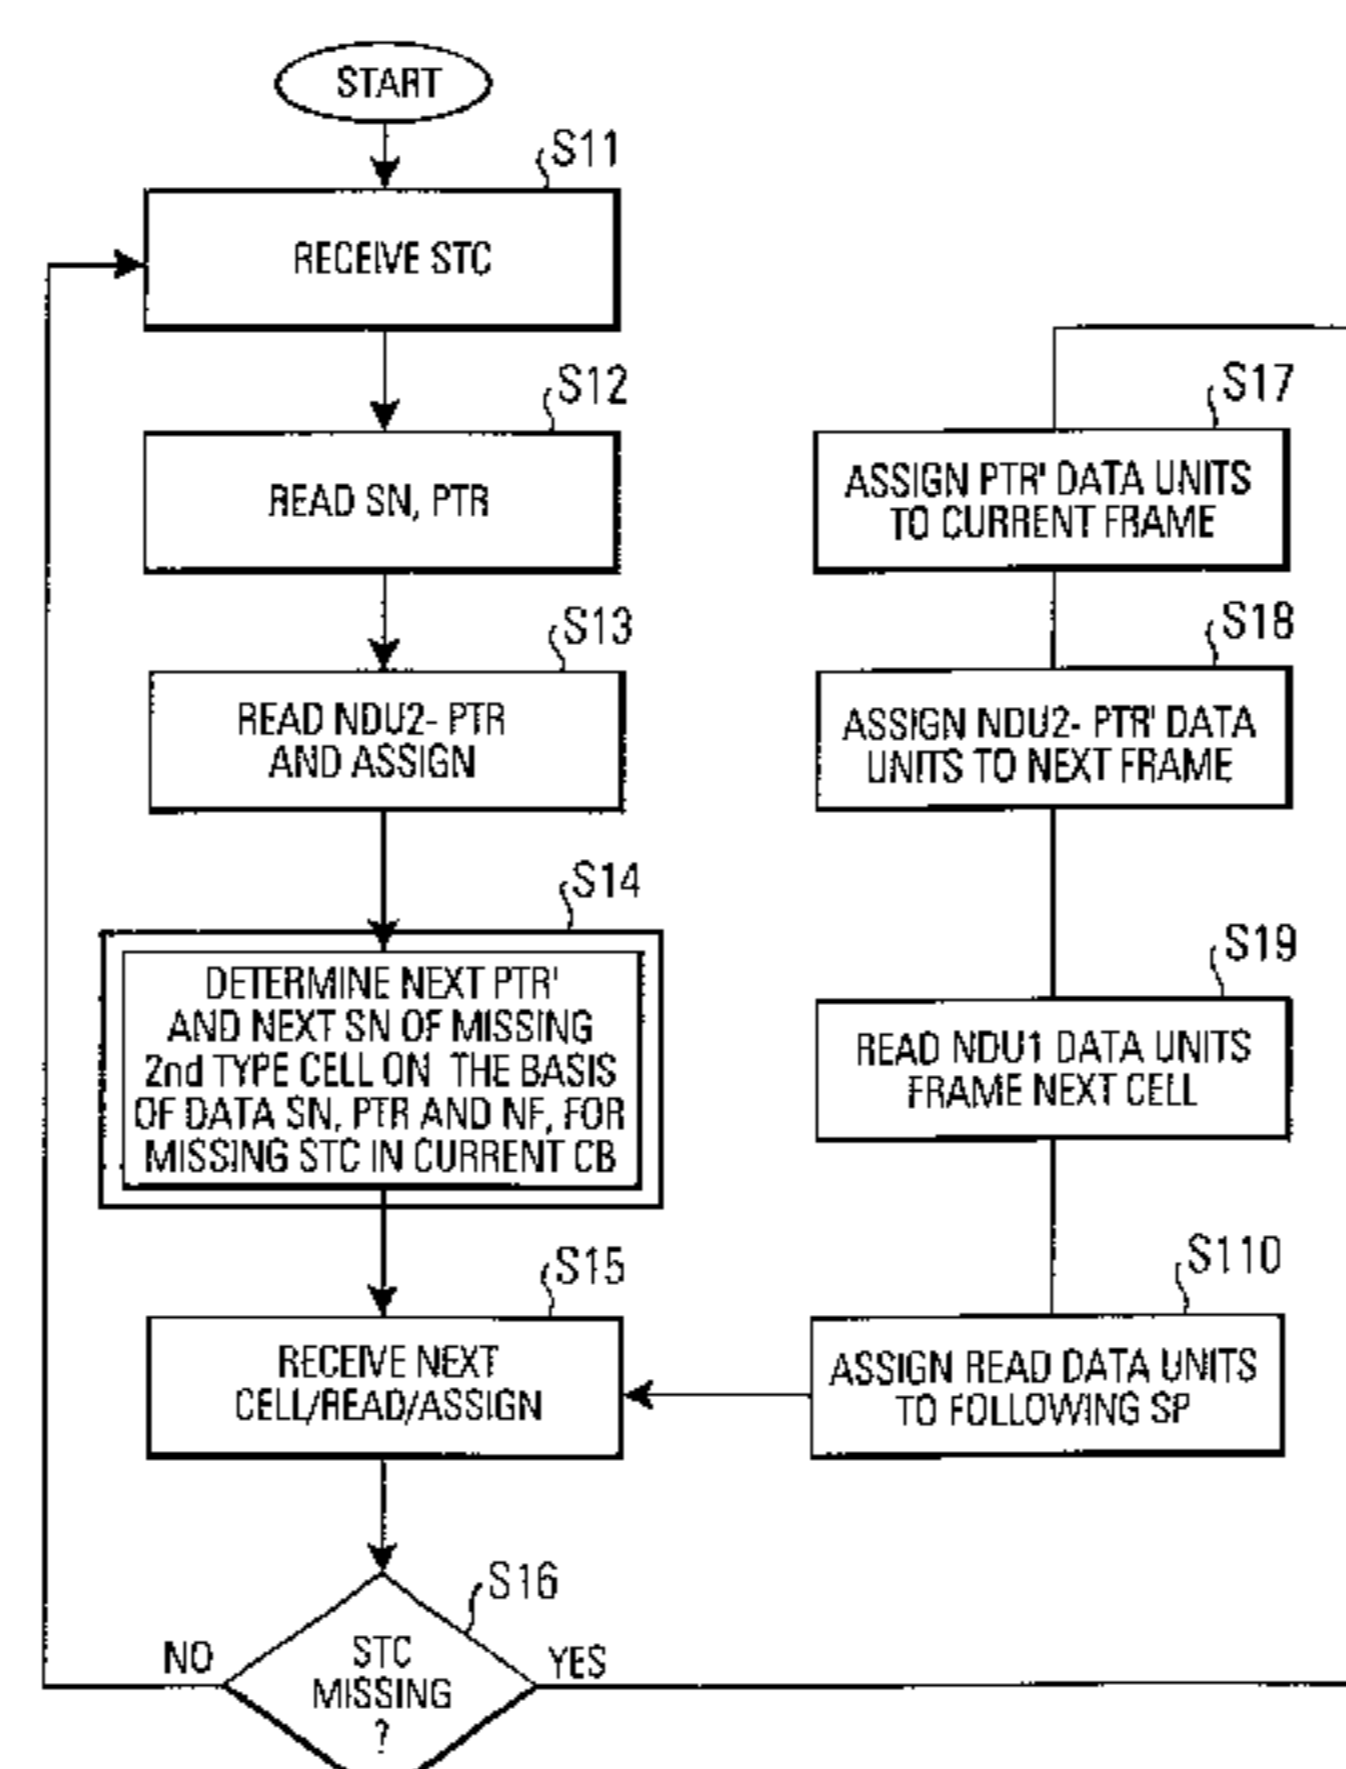 START
S11
RECEIVE STC
S12
READ SN, PTR
S13
READ NDU2- PTR
AND ASSIGN
S14
DETERMINE NEXT PTR'
AND NEXT SN OF MISSING
2nd TYPE CELL ON THE BASIS
OF DATA SN, PTR AND NF, FOR
MISSING STC IN CURRENT CB
S15
RECEIVE NEXT
CELL/READ/ASSIGN
S16
STC
MISSING
?
NO
YES
S17
ASSIGN PTR' DATA UNITS
TO CURRENT FRAME
S18
ASSIGN NDU2- PTR' DATA
UNITS TO NEXT FRAME
S19
READ NDU1 DATA UNITS
FRAME NEXT CELL
S110
ASSIGN READ DATA UNITS
TO FOLLOWING SP